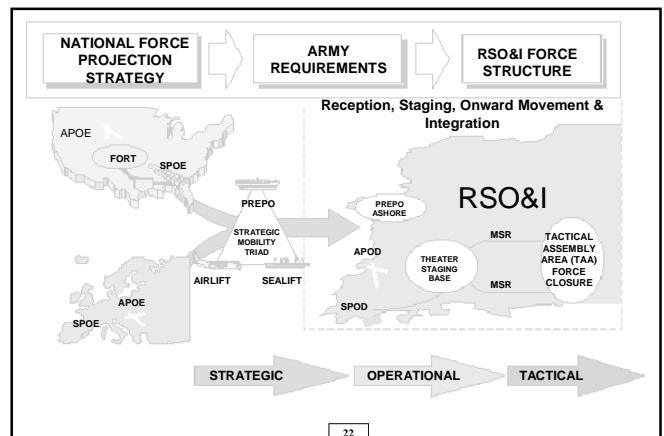 NATIONAL FORCE
PROJECTION
STRATEGY
ARMY
REQUIREMENTS
RSO&I FORCE
STRUCTURE
Reception, Staging, Onward Movement &
Integration
APOE
FORT
SPOE
PREPO
STRATEGIC
MOBILITY
TRIAD
AIRLIFT
SEALIFT
APOE
SPOE
RSO&I
PREPO
ASHORE
APOD
SPOD
THEATER
STAGING
BASE
MSR
MSR
TACTICAL
ASSEMBLY
AREA (TAA)
FORCE
CLOSURE
STRATEGIC
OPERATIONAL
TACTICAL
22